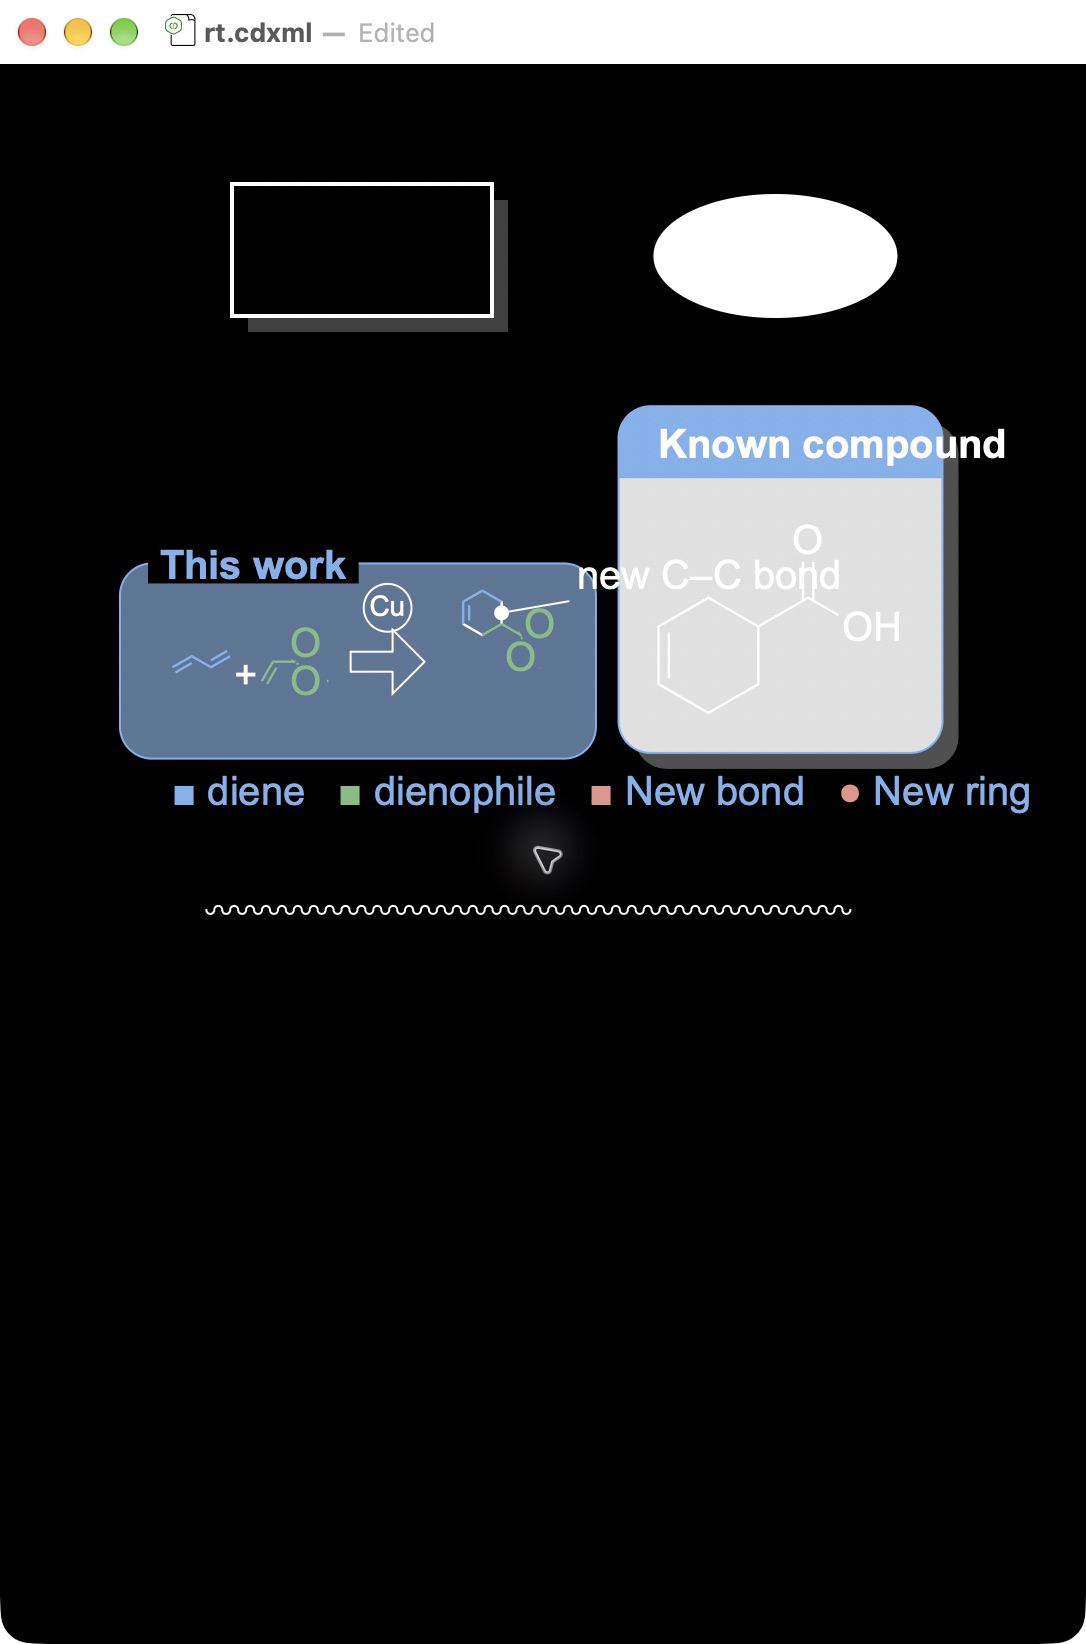 rt.cdxml — Edited
Known compound
This work
new C–C bond
Cu
O
OH
O
O
+
O
O
diene
dienophile
New bond
New ring